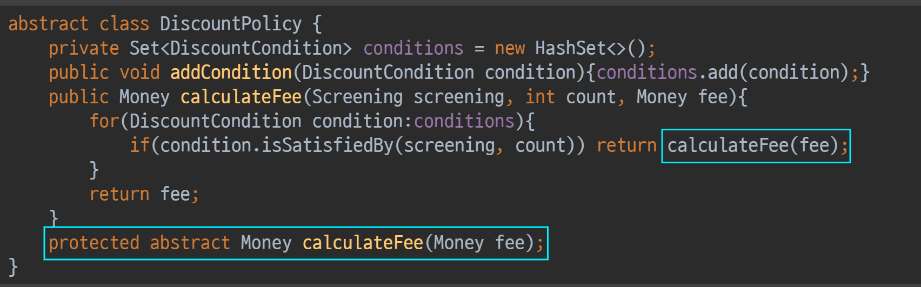 abstract class DiscountPolicy {
    private Set<DiscountCondition> conditions = new HashSet<>();
    public void addCondition(DiscountCondition condition){conditions.add(condition);}
    public Money calculateFee(Screening screening, int count, Money fee){
        for(DiscountCondition condition:conditions){
            if(condition.isSatisfiedBy(screening, count)) return calculateFee(fee);
        }
        return fee;
    }
    protected abstract Money calculateFee(Money fee);
}